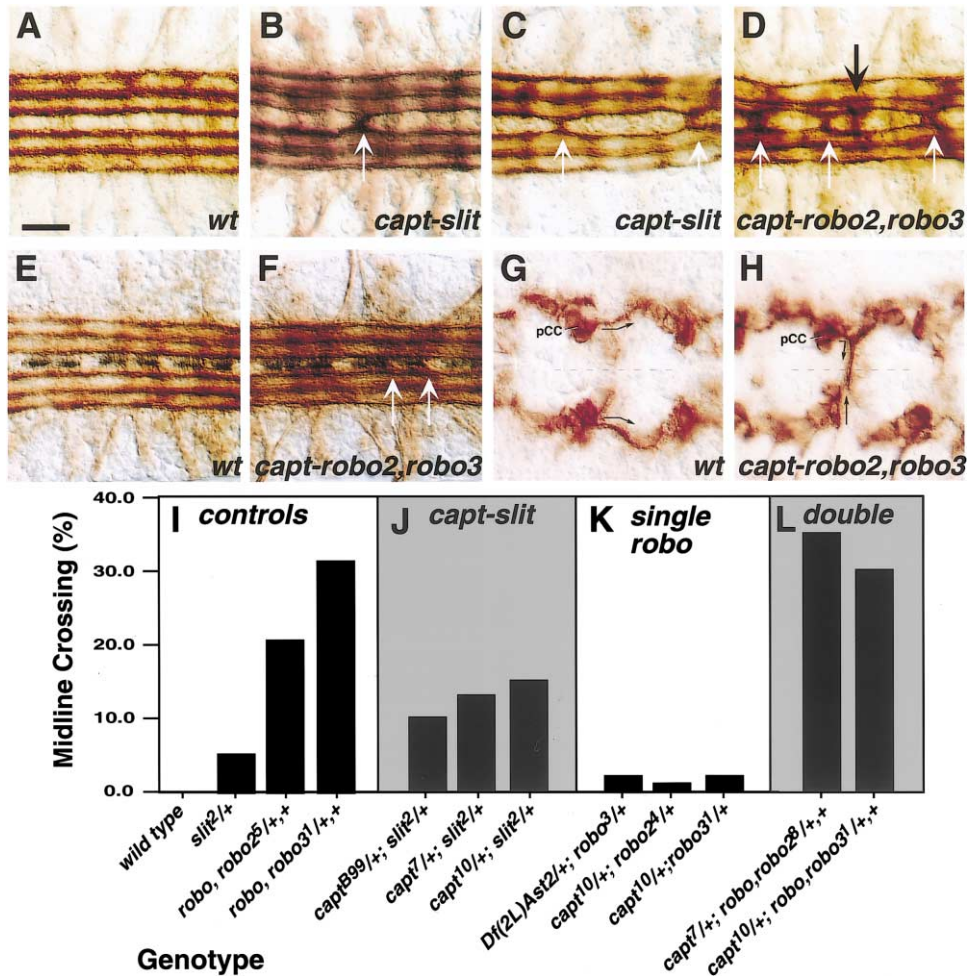 A
wt
B
capt-slit
C
capt-slit
D
capt-robo2,robo3
E
wt
F
capt-robo2,robo3
G
pCC
wt
H
pCC
capt-robo2,robo3
Midline Crossing (%)
40.0
30.0
20.0
10.0
0.0
I controls
J capt-slit
K single
robo
L double
wild type
slit²/+
robo, robo2⁵/+,+
robo, robo3¹/+,+
capt^B99/+; slit²/+
capt⁷/+; slit²/+
capt¹⁰/+; slit²/+
Df(2L)Ast2/+; robo³/+
capt¹⁰/+; robo2⁴/+
capt¹⁰/+;robo3¹/+
capt⁷/+; robo,robo2⁸/+,+
capt¹⁰/+; robo,robo3¹/+,+
Genotype